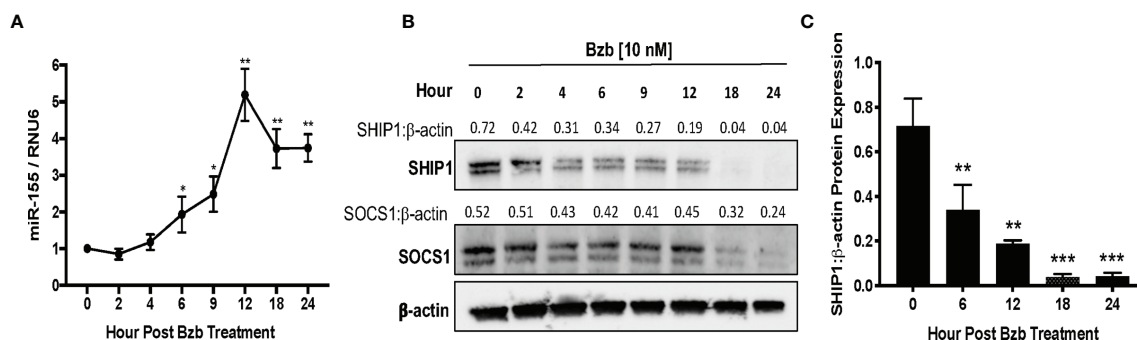 A
miR-155 / RNU6
6
5
4
3
2
1
0
* * ** ** **
0 2 4 6 9 12 18 24
Hour Post Bzb Treatment
B
Bzb [10 nM]
Hour 0 2 4 6 9 12 18 24
SHIP1:β-actin 0.72 0.42 0.31 0.34 0.27 0.19 0.04 0.04
SHIP1
SOCS1:β-actin 0.52 0.51 0.43 0.42 0.41 0.45 0.32 0.24
SOCS1
β-actin
C
SHIP1:β-actin Protein Expression
1.0
0.8
0.6
0.4
0.2
0.0
** ** *** ***
0 6 12 18 24
Hour Post Bzb Treatment